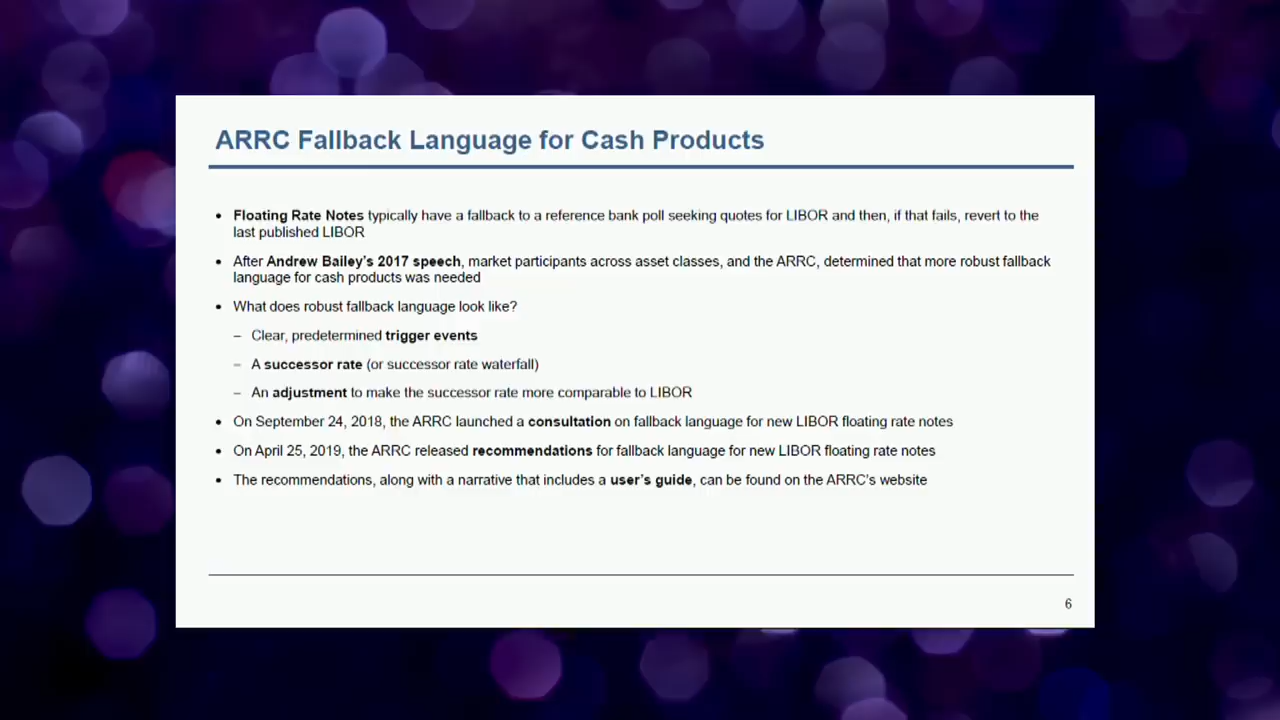 ARRC Fallback Language for Cash Products
• Floating Rate Notes typically have a fallback to a reference bank poll seeking quotes for LIBOR and then, if that fails, revert to the
last published LIBOR
• After Andrew Bailey's 2017 speech, market participants across asset classes, and the ARRC, determined that more robust fallback
language for cash products was needed
• What does robust fallback language look like?
– Clear, predetermined trigger events
– A successor rate (or successor rate waterfall)
– An adjustment to make the successor rate more comparable to LIBOR
• On September 24, 2018, the ARRC launched a consultation on fallback language for new LIBOR floating rate notes
• On April 25, 2019, the ARRC released recommendations for fallback language for new LIBOR floating rate notes
• The recommendations, along with a narrative that includes a user's guide, can be found on the ARRC's website
6